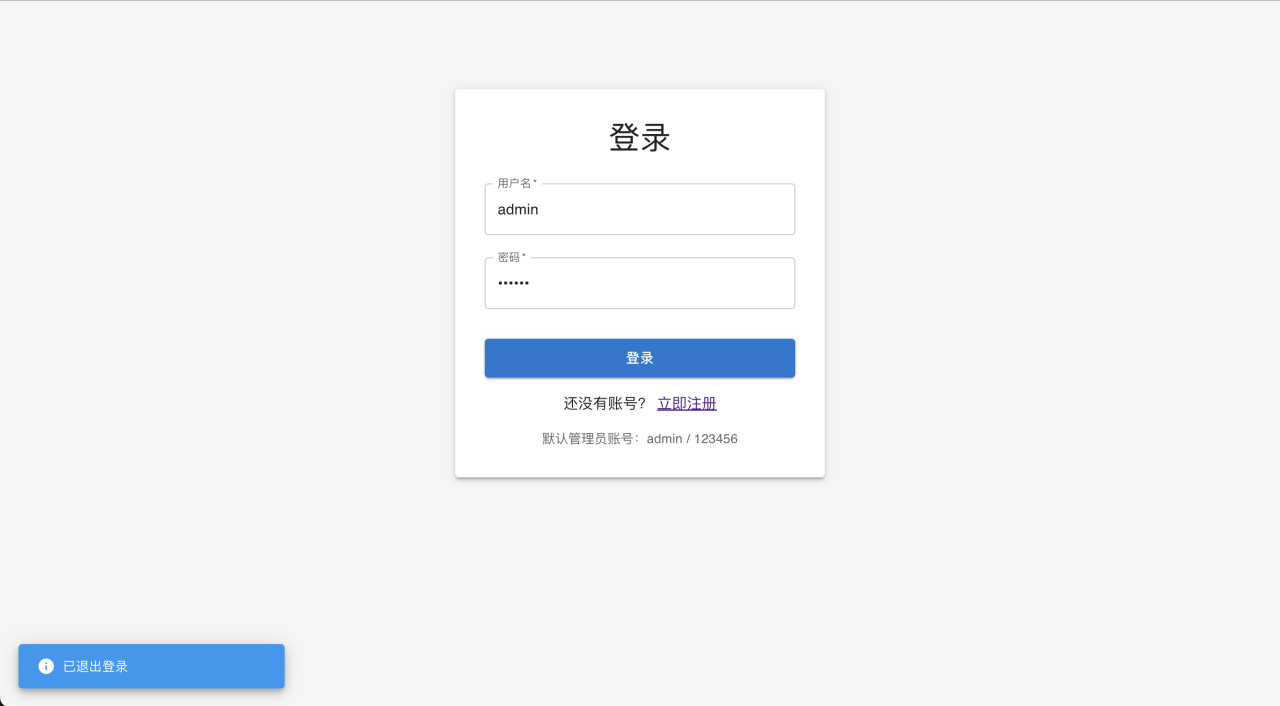 登录
用户名 *
admin
密码 *
••••••
登录
还没有账号? 立即注册
默认管理员账号：admin / 123456
已退出登录